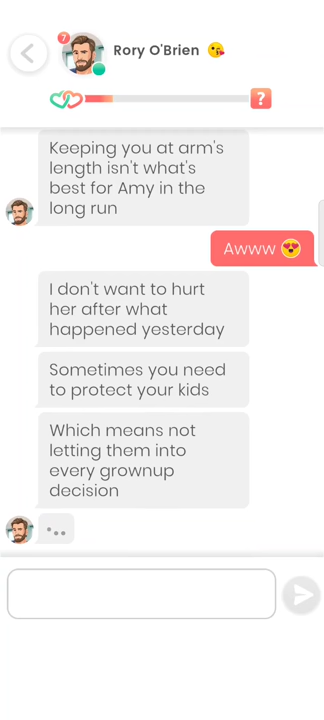 7
Rory O'Brien 😘
?
Keeping you at arm's
length isn't what's
best for Amy in the
long run
Awww 😍
I don't want to hurt
her after what
happened yesterday
Sometimes you need
to protect your kids
Which means not
letting them into
every grownup
decision